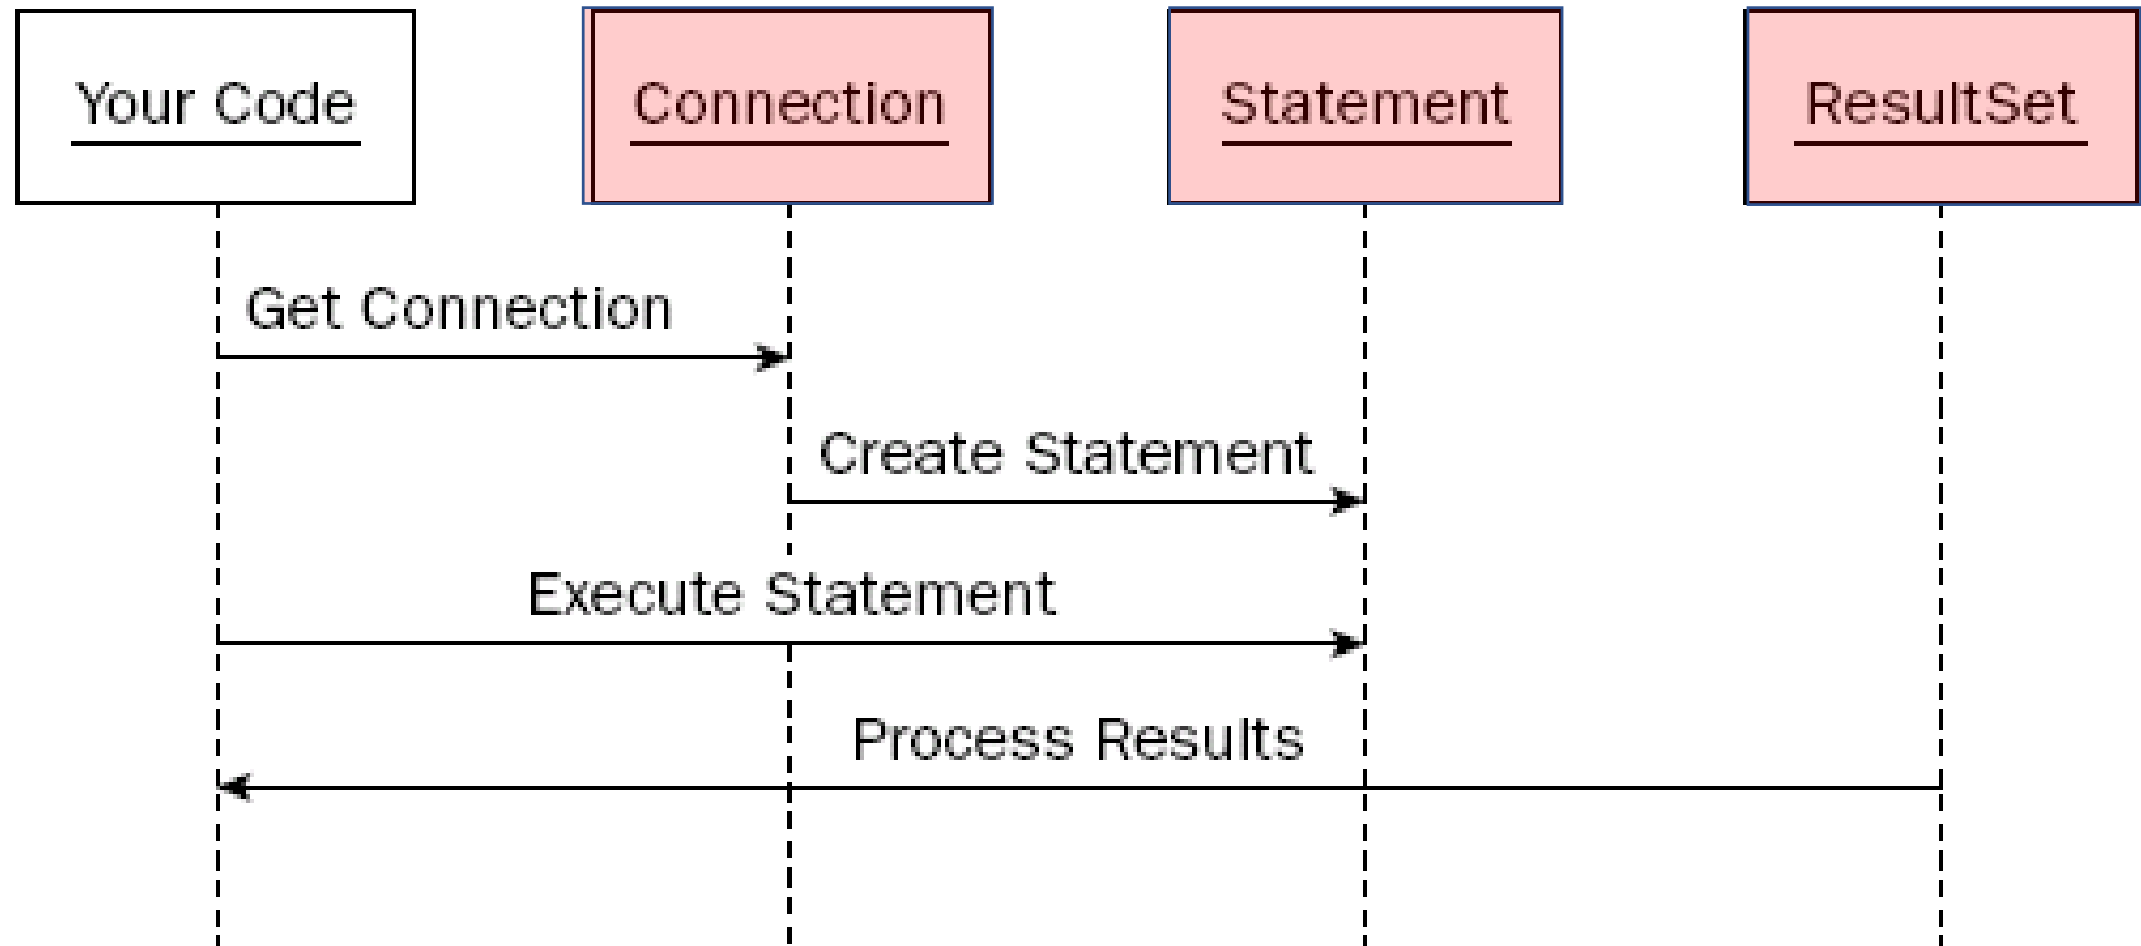 Your Code
Connection
Statement
ResultSet
Get Connection
Create Statement
Execute Statement
Process Results